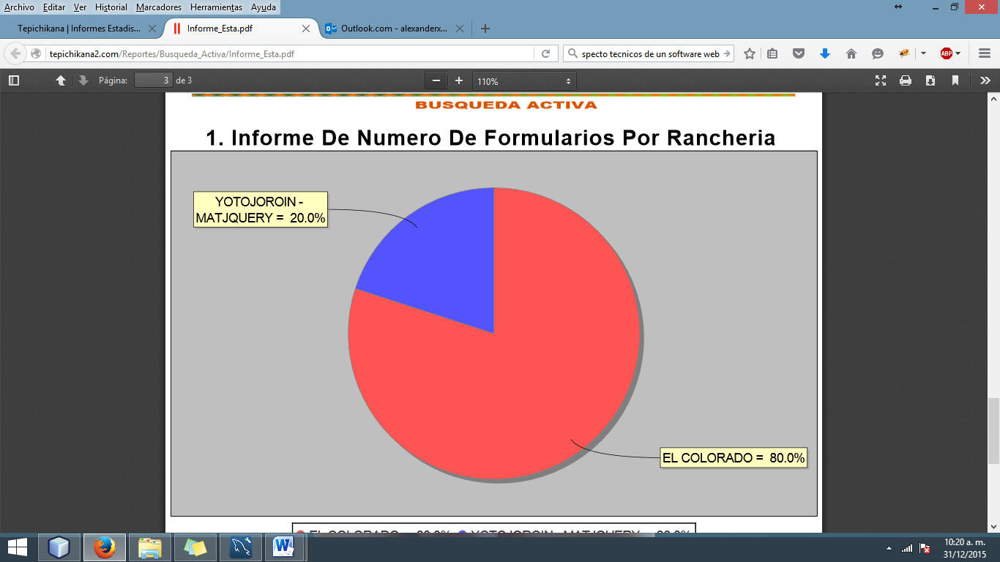 Archivo Editar Ver Historial Marcadores Herramientas Ayuda
Tepichikana | Informes Estadis...
Informe_Esta.pdf
Outlook.com - alexanderx...
tepichikana2.com/Reportes/Busqueda_Activa/Informe_Esta.pdf
specto tecnicos de un software web
ABP
Página: 3 de 3
110%
BUSQUEDA ACTIVA
1. Informe De Numero De Formularios Por Rancheria
YOTOJOROIN -
MATJQUERY = 20.0%
EL COLORADO = 80.0%
10:20 a. m.
31/12/2015